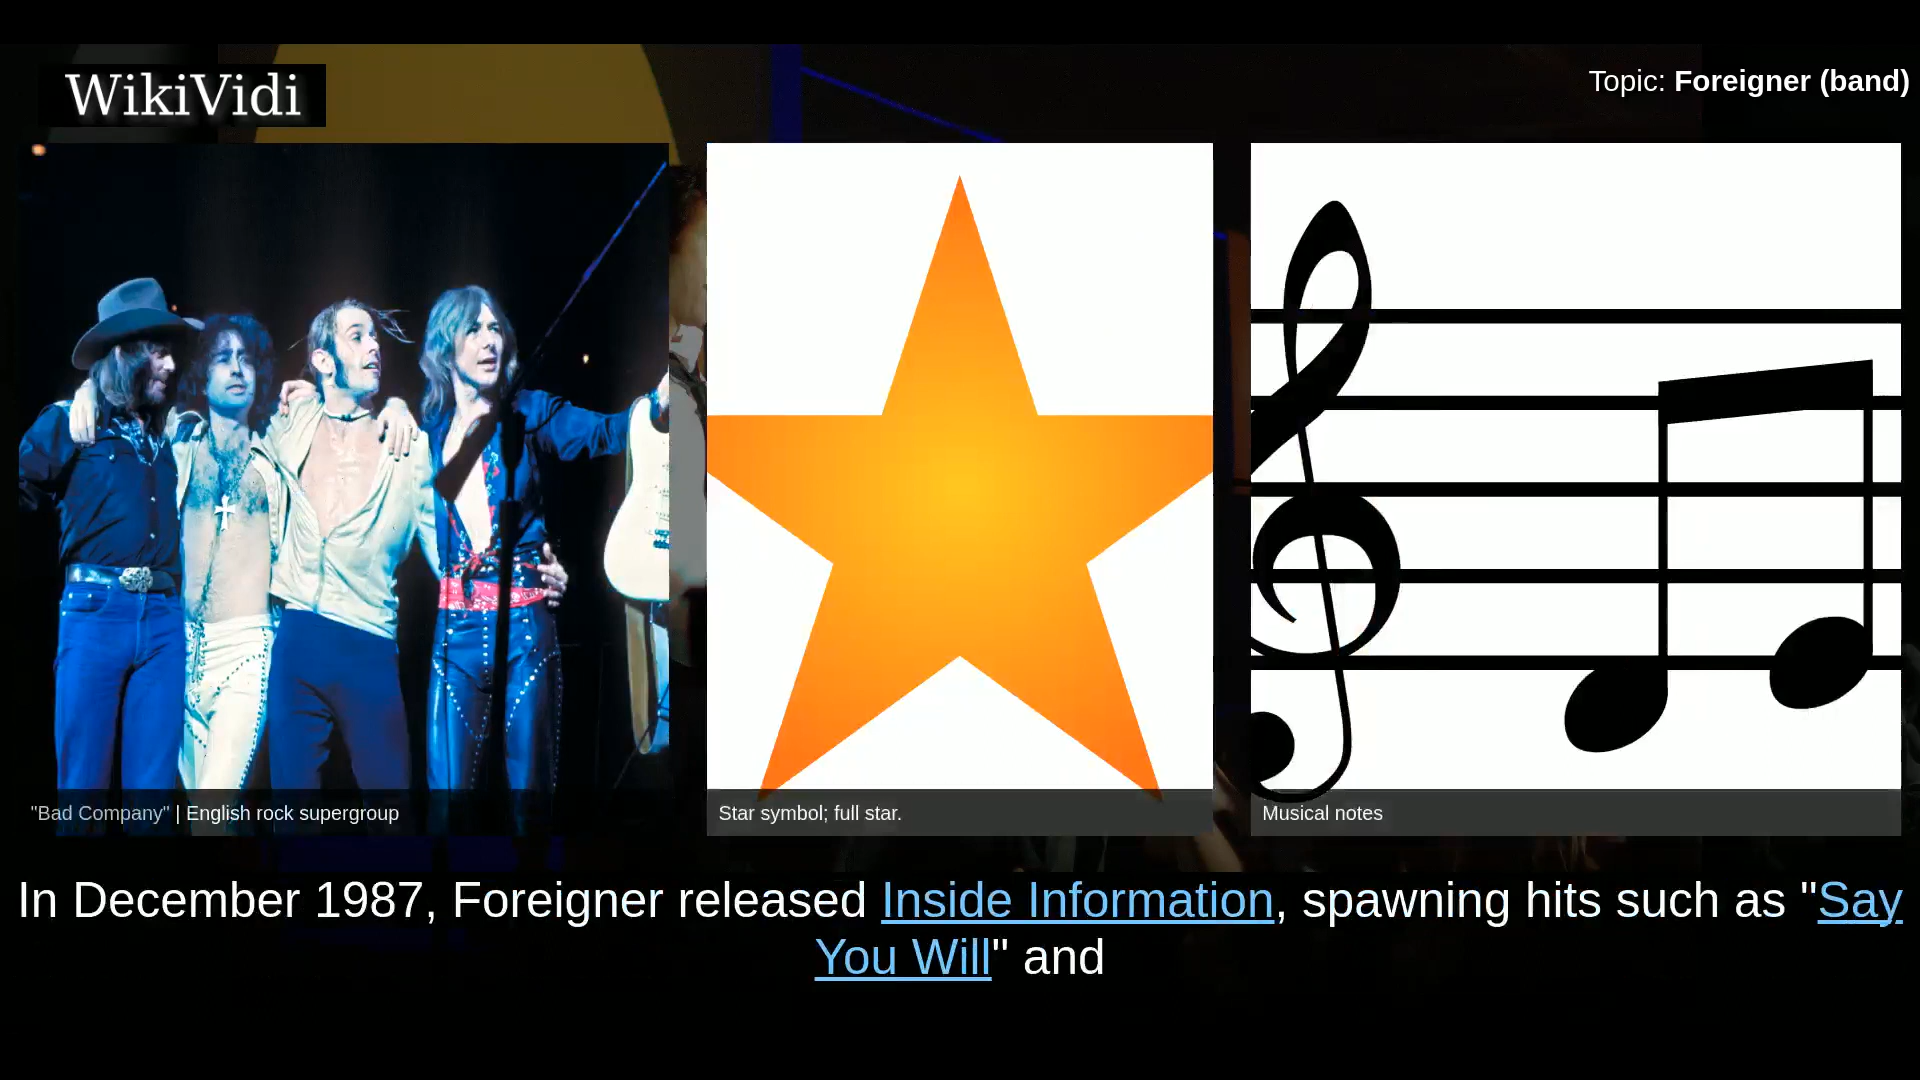 WikiVidi
Topic: Foreigner (band)
"Bad Company" | English rock supergroup
Star symbol; full star.
Musical notes
In December 1987, Foreigner released Inside Information, spawning hits such as "Say
You Will" and